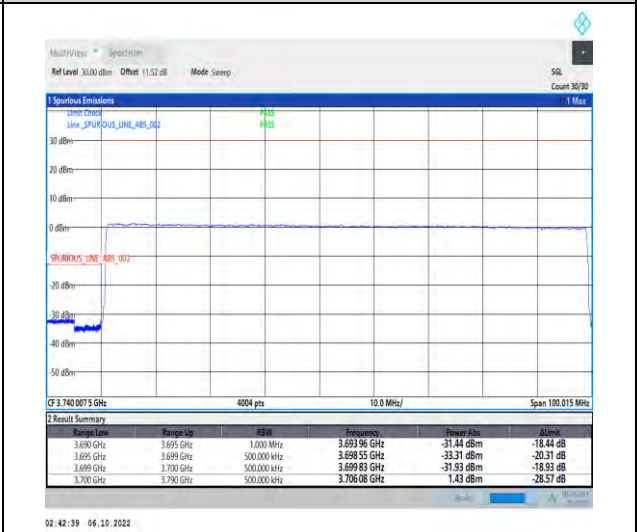 MultiView Spectrum
Ref Level 30.00 dBm Offset 11.52 dB Mode Sweep SGL
Count 30/30
1 Spurious Emissions 1 Max
Limit Check PASS
Line _SPURIOUS_LINE_ABS_002 PASS
30 dBm
20 dBm
10 dBm
0 dBm
SPURIOUS_LINE_ABS_002
-20 dBm
-30 dBm
-40 dBm
-50 dBm
CF 3.740 007 5 GHz 4004 pts 10.0 MHz/ Span 100.015 MHz
2 Result Summary
Range Low Range Up RBW Frequency Power Abs ΔLimit
3.690 GHz 3.695 GHz 1.000 MHz 3.693 96 GHz -31.44 dBm -18.44 dB
3.695 GHz 3.699 GHz 500.000 kHz 3.698 55 GHz -33.31 dBm -20.31 dB
3.699 GHz 3.700 GHz 500.000 kHz 3.699 83 GHz -31.93 dBm -18.93 dB
3.700 GHz 3.790 GHz 500.000 kHz 3.706 08 GHz 1.43 dBm -28.57 dB
02:42:39 06.10.2022